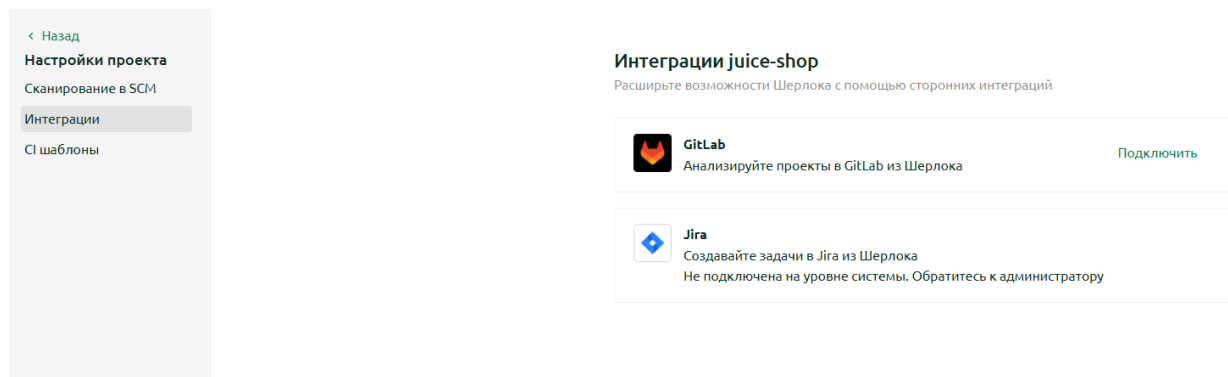 Назад
Настройки проекта
Сканирование в SCM
Интеграции
CI шаблоны
Интеграции juice-shop
Расширьте возможности Шерлока с помощью сторонних интеграций
GitLab
Анализируйте проекты в GitLab из Шерлока
Подключить
Jira
Создавайте задачи в Jira из Шерлока
Не подключена на уровне системы. Обратитесь к администратору